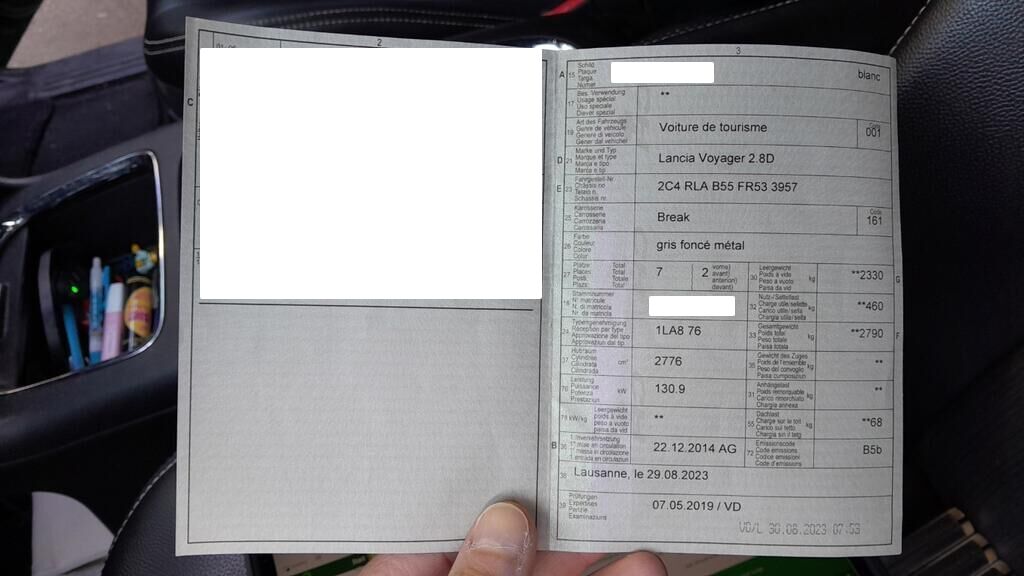 2
C
3
A 15 Schild
Plaque
Targa
Numer
blanc
17 Bes. Verwendung
Usage spécial
Uso speciale
Diever spezial
**
19 Art des Fahrzeugs
Genre de véhicule
Genere di veicolo
Gener dal vehichel
Voiture de tourisme
Code
001
D 21 Marke und Typ
Marque et type
Marca e tipo
Marca e tip
Lancia Voyager 2.8D
E 23 Fahrgestell-Nr.
Châssis no
Telaio n.
Schassis nr.
2C4 RLA B55 FR53 3957
25 Karosserie
Carrosserie
Carrozzeria
Carossaria
Break
Code
161
26 Farbe
Couleur
Colore
Colur
gris foncé métal
27 Plätze: Total
Places: Total
Posti: Totale
Plazs: Total
7
2
vorne)
avant)
anteriori)
davant)
30 Leergewicht
Poids à vide
Peso a vuoto
Paisa da vid
kg
**2330
G
18 Stammnummer
N° matricule
N. di matricola
Nr. da matricla
32 Nutz-/Sattellast
Charge utile/sellette
Carico utile/sella
Chargia utila/sella
kg
**460
24 Typengenehmigung
Réception par type
Approvazione del tipo
Approvaziun dal tip
1LA8 76
33 Gesamtgewicht
Poids total
Peso totale
Paisa totala
kg
**2790
F
37 Hubraum
Cylindrée
Cilindrata
Cilindrada
cm³
2776
35 Gewicht des Zuges
Poids de l'ensemble
Peso del convoglio
Paisa cumposiziun
kg
**
76 Leistung
Puissance
Potenza
Prestaziun
kW
130.9
31 Anhängelast
Poids remorquable
Carico rimorchiato
Chargia annexa
kg
**
78 kW/kg
Leergewicht
poids à vide
peso a vuoto
paisa da vid
**
55 Dachlast
Charge sur le toit
Carico sul tetto
Chargia sin il tetg
kg
**68
B 36 1. Inverkehrsetzung
1re mise en circulation
1. messa in circolazione
1. entrada en circulaziun
22.12.2014 AG
72 Emissionscode
Code émissions
Codice emissioni
Code d'emissiuns
B5b
38 Lausanne, le 29.08.2023
39 Prüfungen
Expertises
Perizie
Examinaziuns
07.05.2019 / VD
VD/L 30.08.2023 07:53